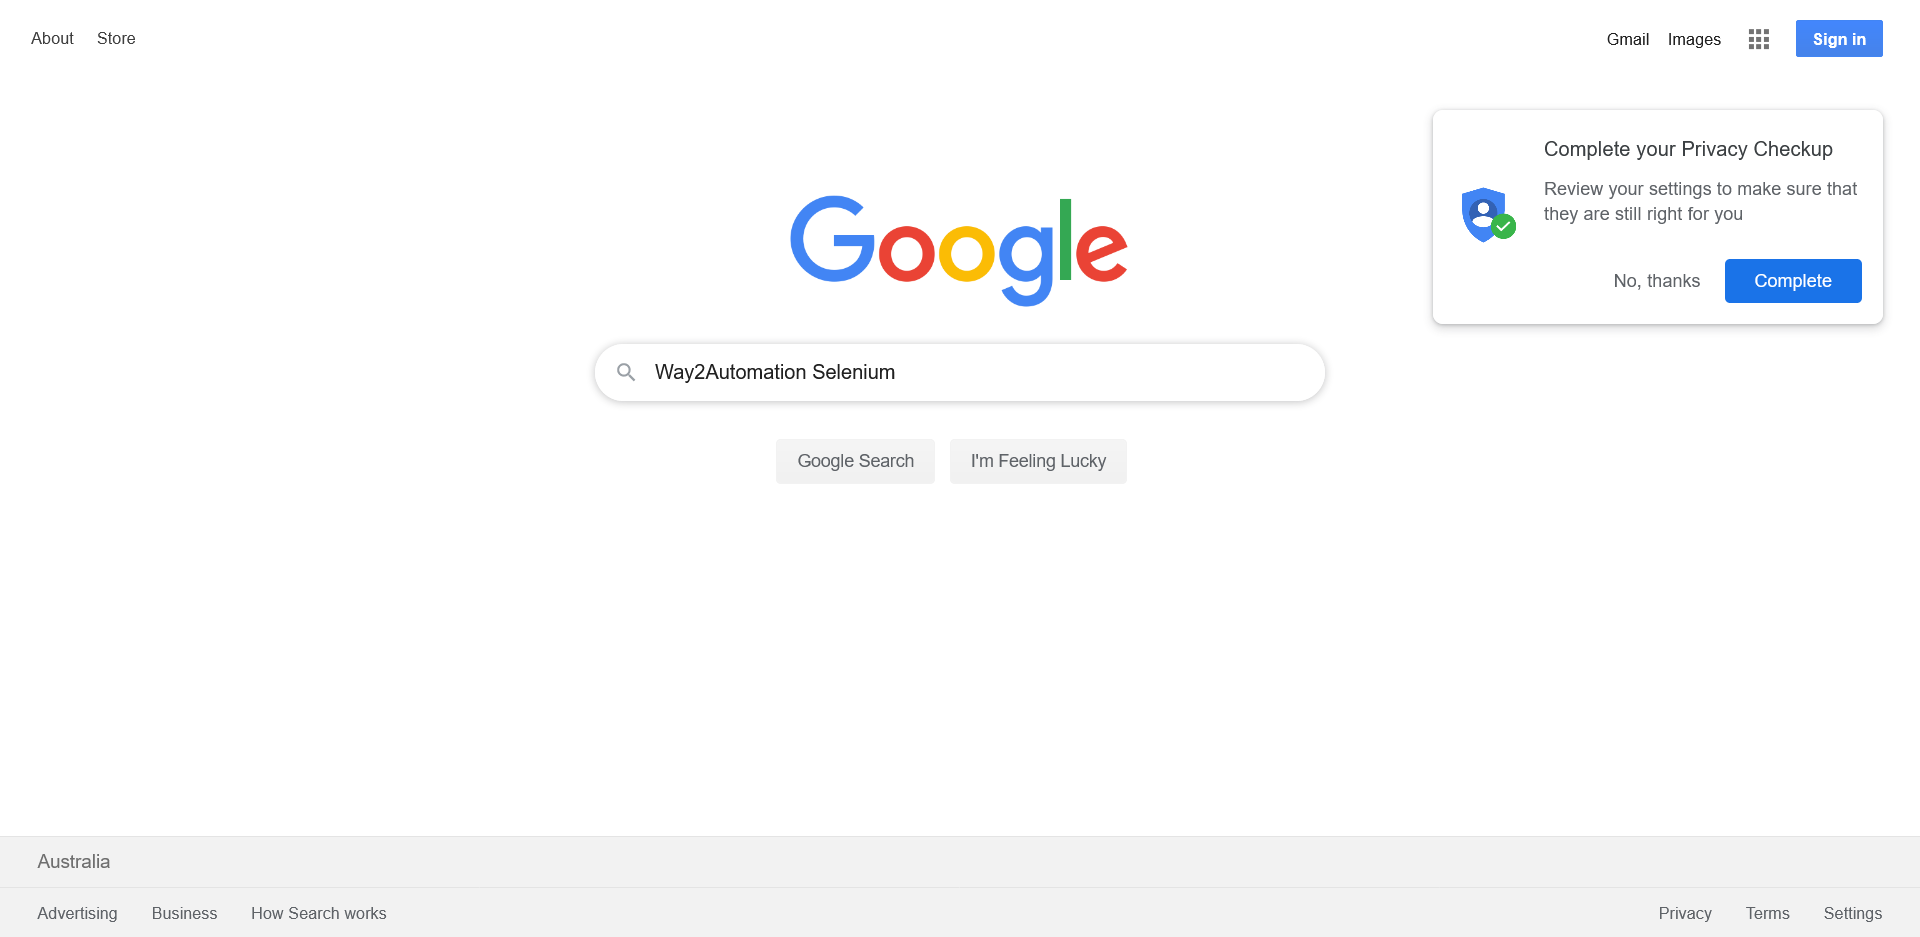 About Store
Gmail Images Sign in
Complete your Privacy Checkup
Review your settings to make sure that
they are still right for you
No, thanks Complete
Google
Way2Automation Selenium
Google Search I'm Feeling Lucky
Australia
Advertising Business How Search works
Privacy Terms Settings